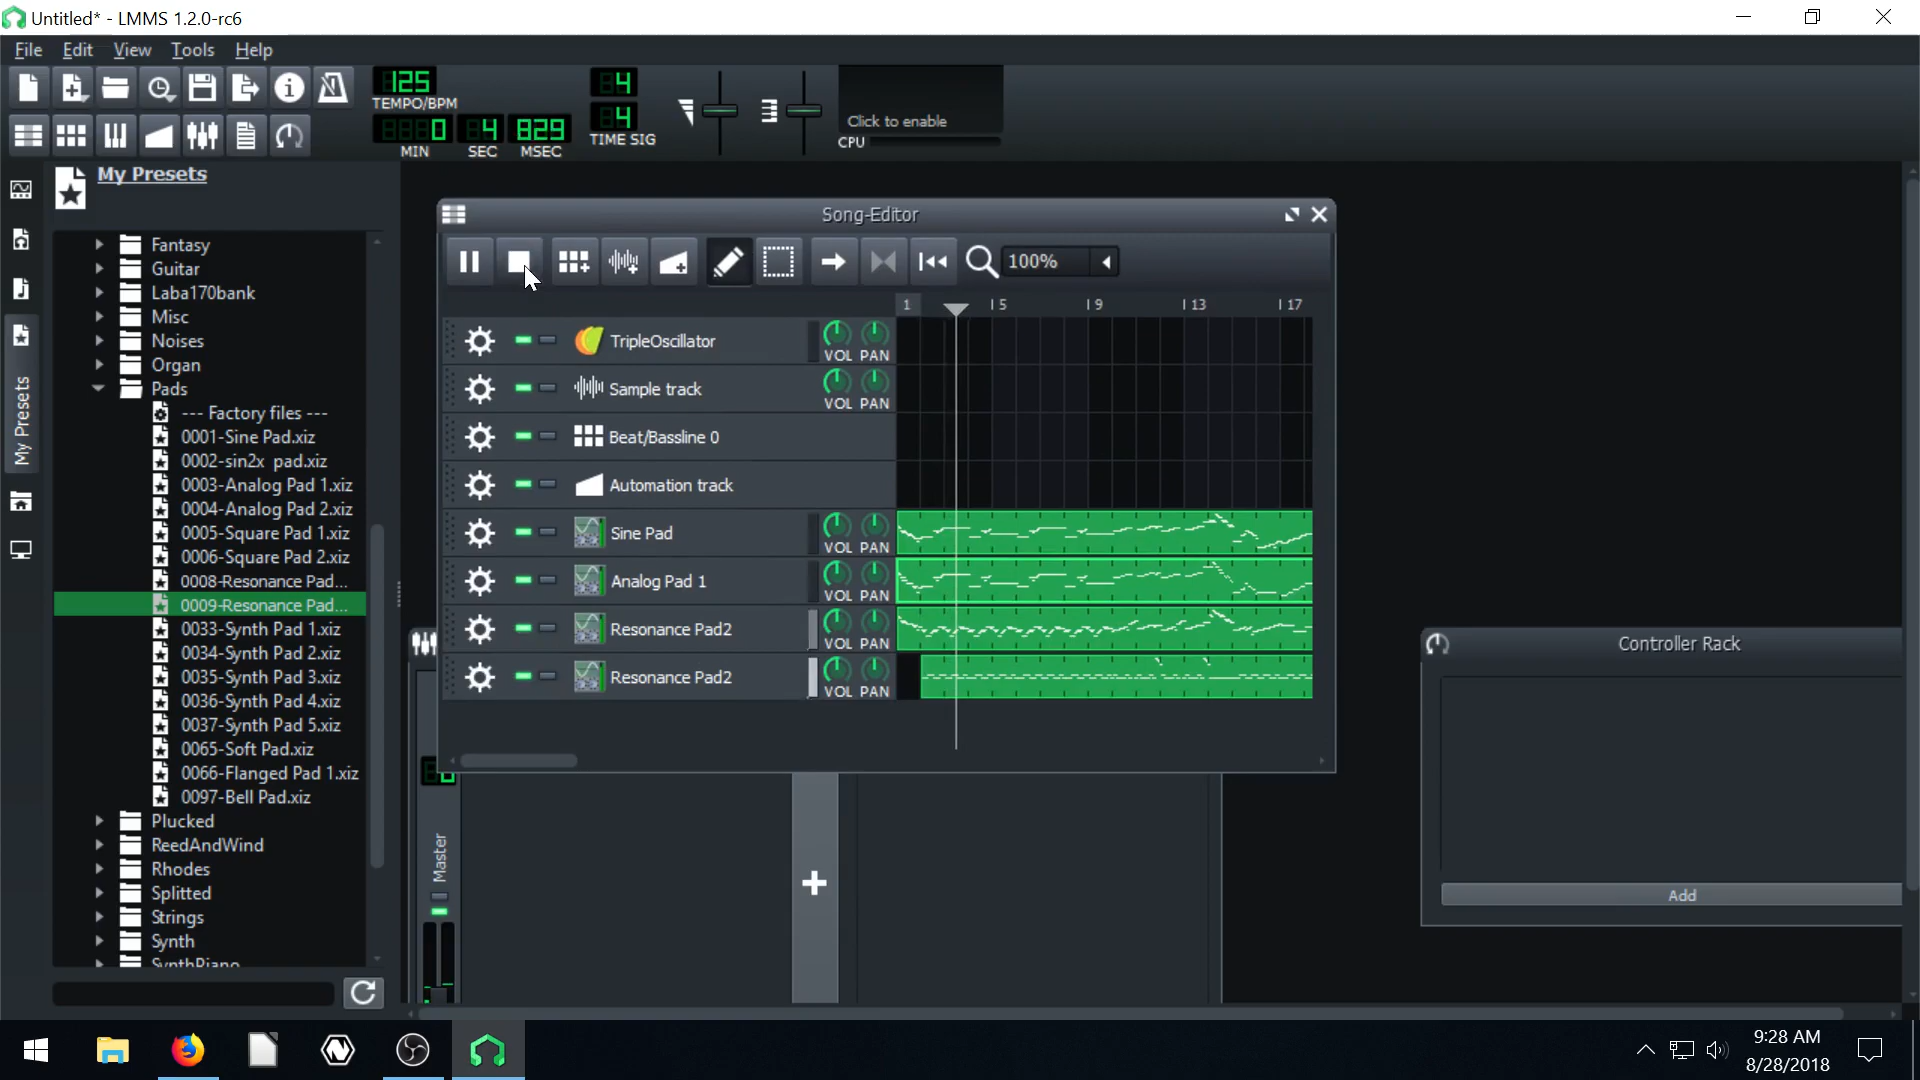 Untitled* - LMMS 1.2.0-rc6
File Edit View Tools Help
125
TEMPO/BPM
0 4 829
MIN SEC MSEC
4
4
TIME SIG
Click to enable
CPU
My Presets
My Presets
Fantasy
Guitar
Laba170bank
Misc
Noises
Organ
Pads
--- Factory files ---
0001-Sine Pad.xiz
0002-sin2x pad.xiz
0003-Analog Pad 1.xiz
0004-Analog Pad 2.xiz
0005-Square Pad 1.xiz
0006-Square Pad 2.xiz
0008-Resonance Pad...
0009-Resonance Pad...
0033-Synth Pad 1.xiz
0034-Synth Pad 2.xiz
0035-Synth Pad 3.xiz
0036-Synth Pad 4.xiz
0037-Synth Pad 5.xiz
0065-Soft Pad.xiz
0066-Flanged Pad 1.xiz
0097-Bell Pad.xiz
Plucked
ReedAndWind
Rhodes
Splitted
Strings
Synth
SynthPiano
Song-Editor
100%
1 5 9 13 17
TripleOscillator VOL PAN
Sample track VOL PAN
Beat/Bassline 0
Automation track
Sine Pad VOL PAN
Analog Pad 1 VOL PAN
Resonance Pad2 VOL PAN
Resonance Pad2 VOL PAN
Master
Controller Rack
Add
9:28 AM
8/28/2018